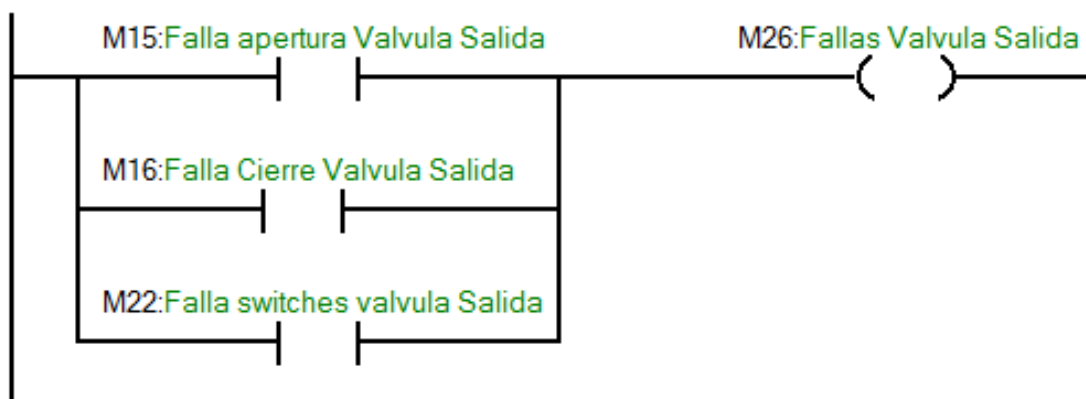 M15:Falla apertura Valvula Salida
M26:Fallas Valvula Salida
M16:Falla Cierre Valvula Salida
M22:Falla switches valvula Salida